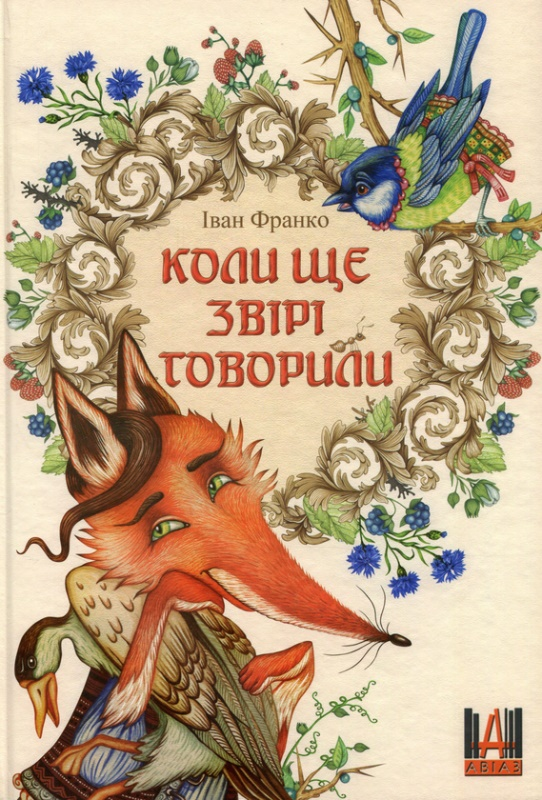 Іван Франко
КОЛИ ЩЕ
ЗВІРІ
ГОВОРИЛИ
А
АВІАЗ